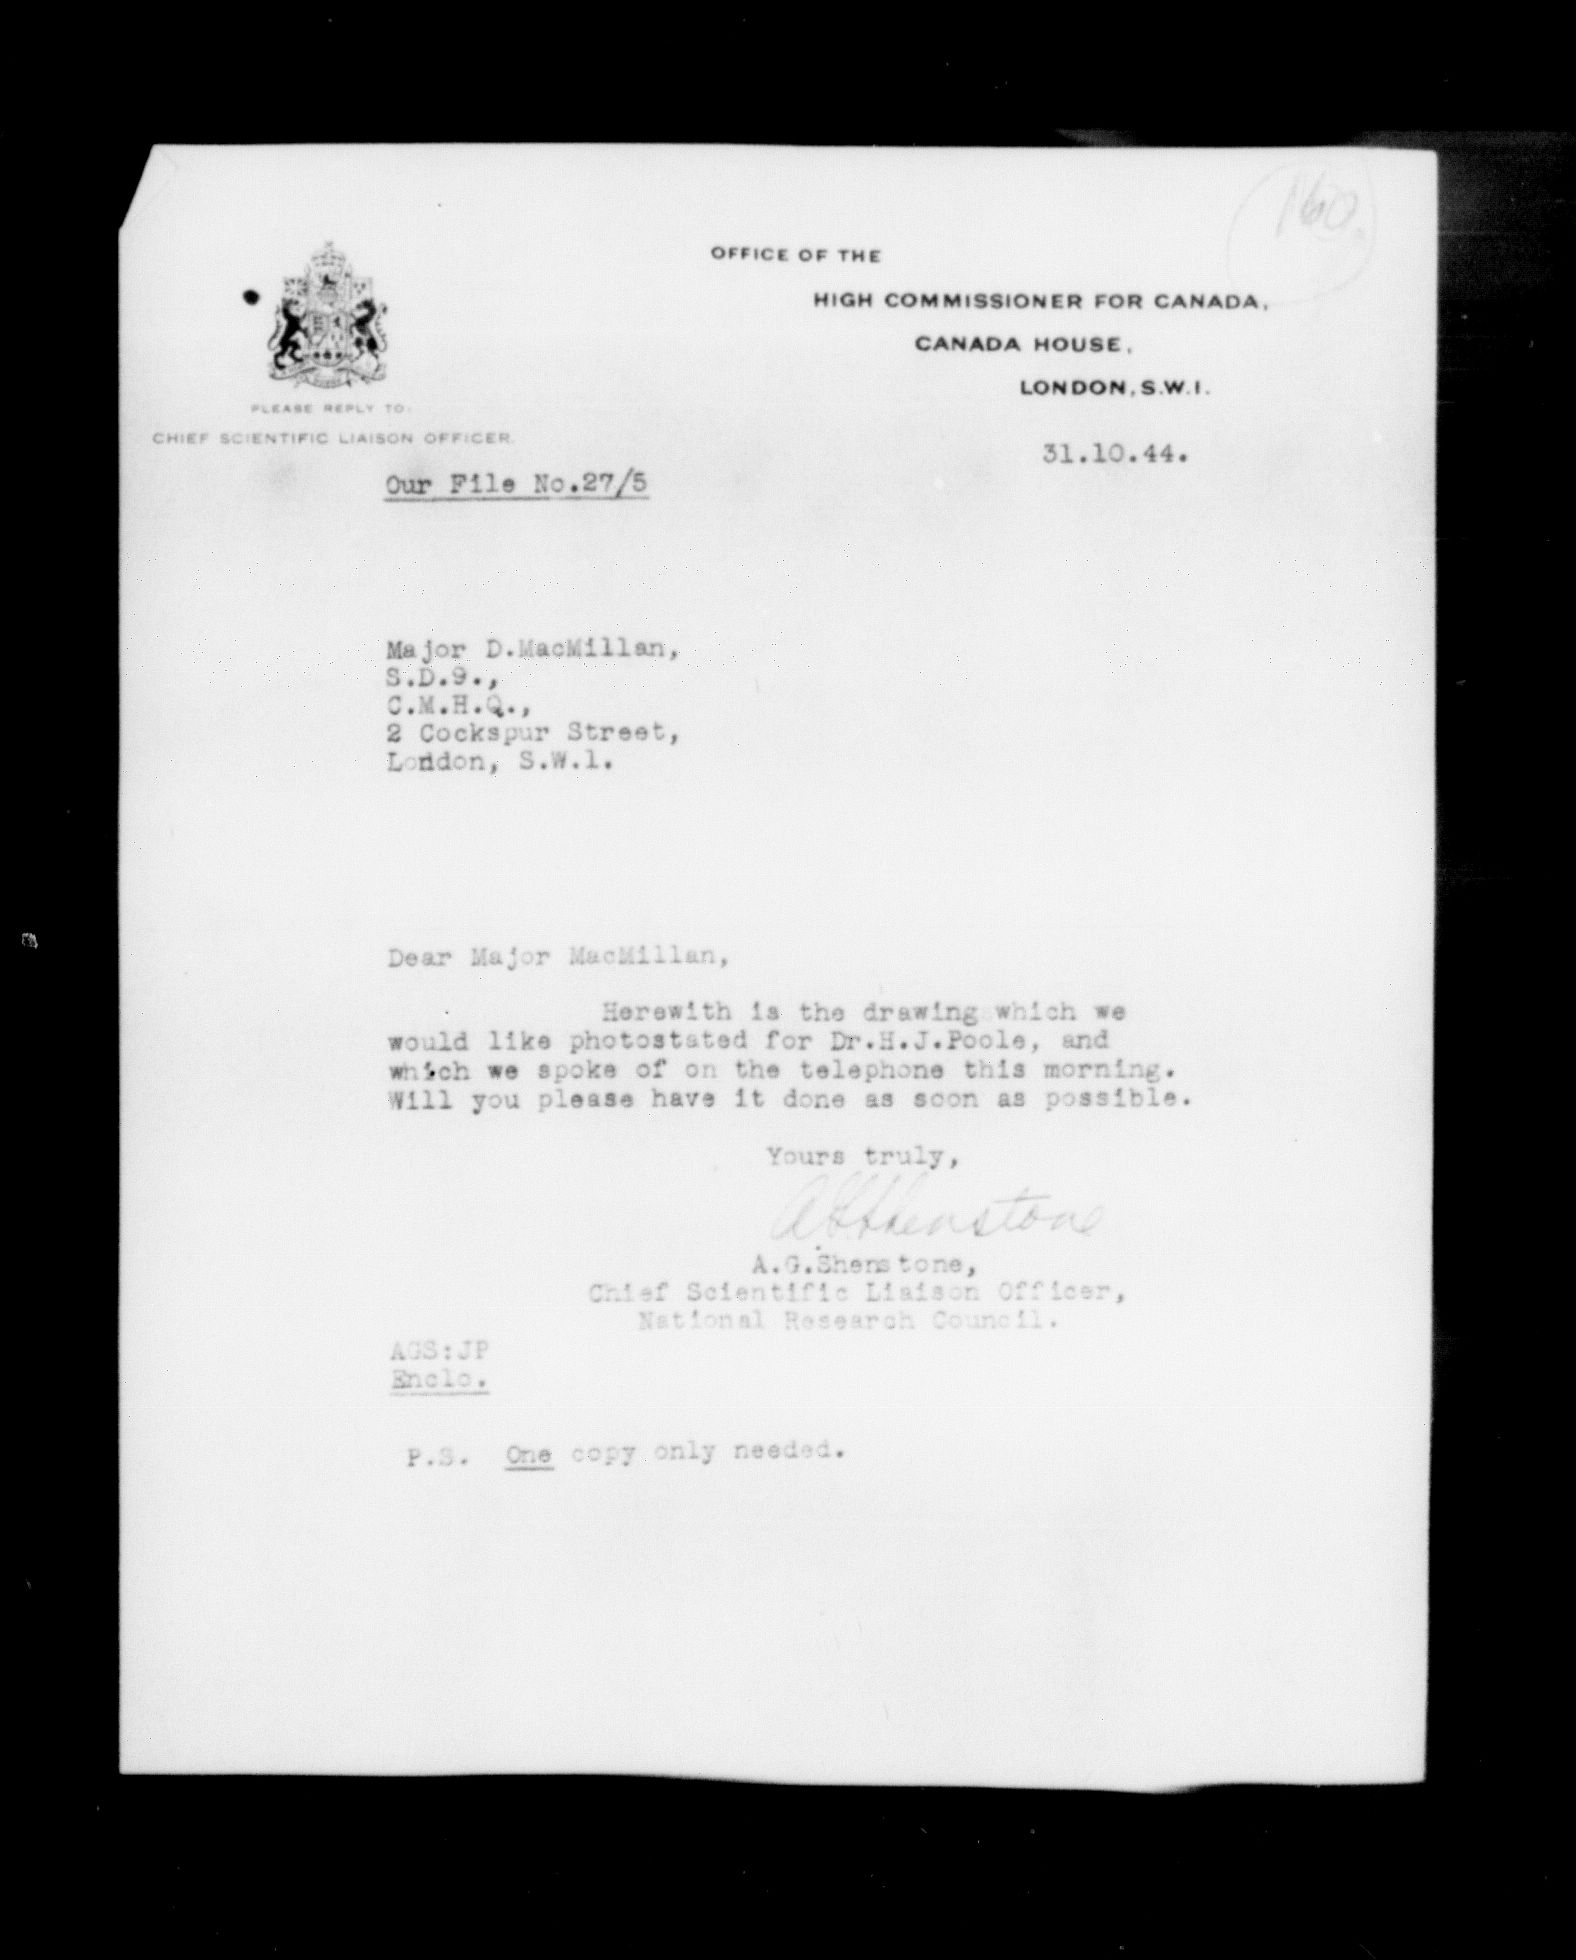 160.
OFFICE OF THE
HIGH COMMISSIONER FOR CANADA,
CANADA HOUSE,
LONDON, S.W.1.
PLEASE REPLY TO:
CHIEF SCIENTIFIC LIAISON OFFICER.
31.10.44.
Our File No.27/5
Major D.MacMillan,
S.D.9.,
C.M.H.Q.,
2 Cockspur Street,
London, S.W.1.
Dear Major MacMillan,
Herewith is the drawing which we
would like photostated for Dr.H.J.Poole, and
which we spoke of on the telephone this morning.
Will you please have it done as soon as possible.
Yours truly,
AGShenstone
A.G.Shenstone,
Chief Scientific Liaison Officer,
National Research Council.
AGS:JP
Enclo.
P.S. One copy only needed.